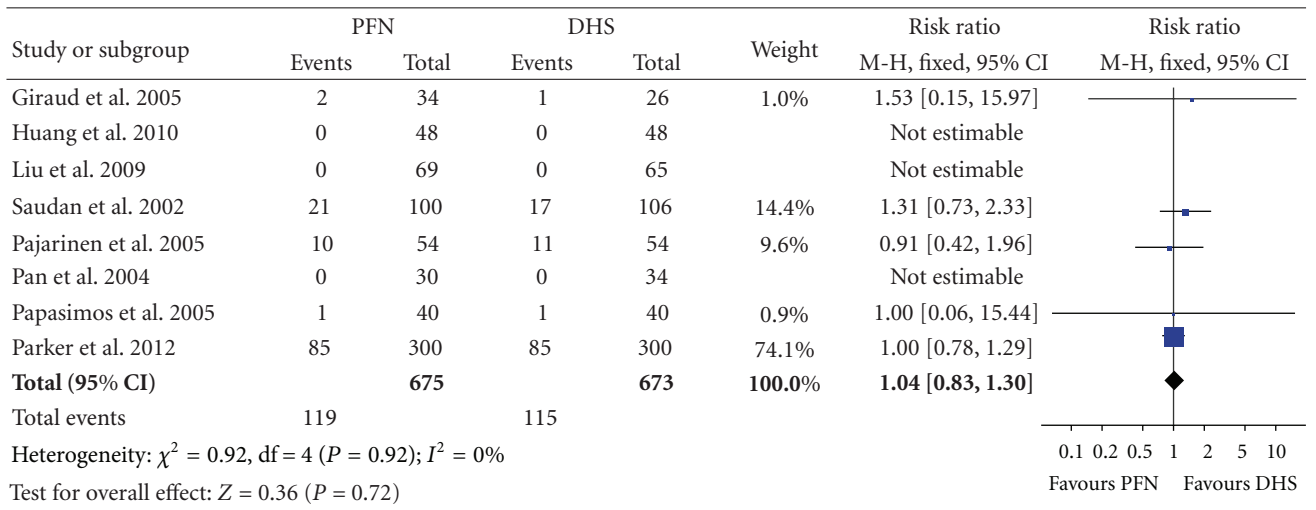 PFN DHS Risk ratio Risk ratio
Study or subgroup Events Total Events Total Weight M-H, fixed, 95% CI M-H, fixed, 95% CI
Giraud et al. 2005 2 34 1 26 1.0% 1.53 [0.15, 15.97]
Huang et al. 2010 0 48 0 48 Not estimable
Liu et al. 2009 0 69 0 65 Not estimable
Saudan et al. 2002 21 100 17 106 14.4% 1.31 [0.73, 2.33]
Pajarinen et al. 2005 10 54 11 54 9.6% 0.91 [0.42, 1.96]
Pan et al. 2004 0 30 0 34 Not estimable
Papasimos et al. 2005 1 40 1 40 0.9% 1.00 [0.06, 15.44]
Parker et al. 2012 85 300 85 300 74.1% 1.00 [0.78, 1.29]
Total (95% CI) 675 673 100.0% 1.04 [0.83, 1.30]
Total events 119 115
Heterogeneity: χ² = 0.92, df = 4 (P = 0.92); I² = 0%
Test for overall effect: Z = 0.36 (P = 0.72)
0.1 0.2 0.5 1 2 5 10
Favours PFN Favours DHS